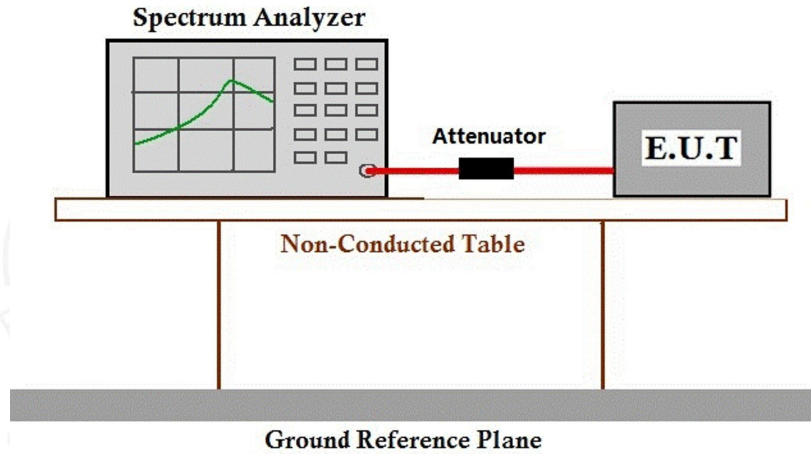 Spectrum Analyzer
Attenuator
E.U.T
Non-Conducted Table
Ground Reference Plane